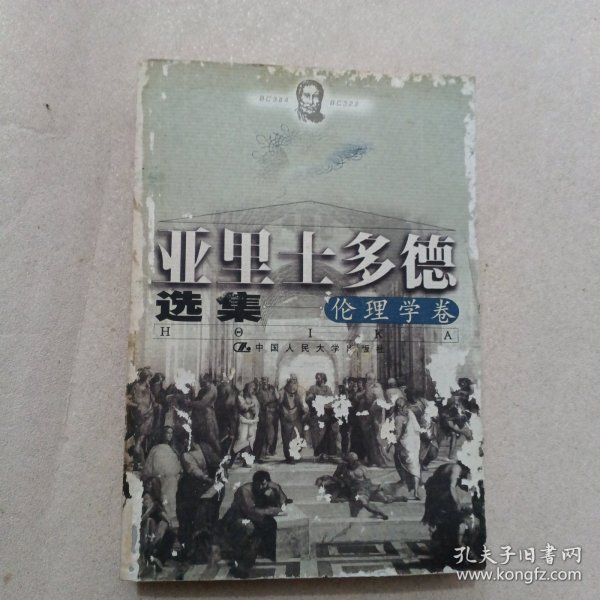 BC384 BC322
亚里士多德
选集 伦理学卷
ΗΘΙΚΑ
中国人民大学出版社
孔夫子旧书网
www.kongfz.com